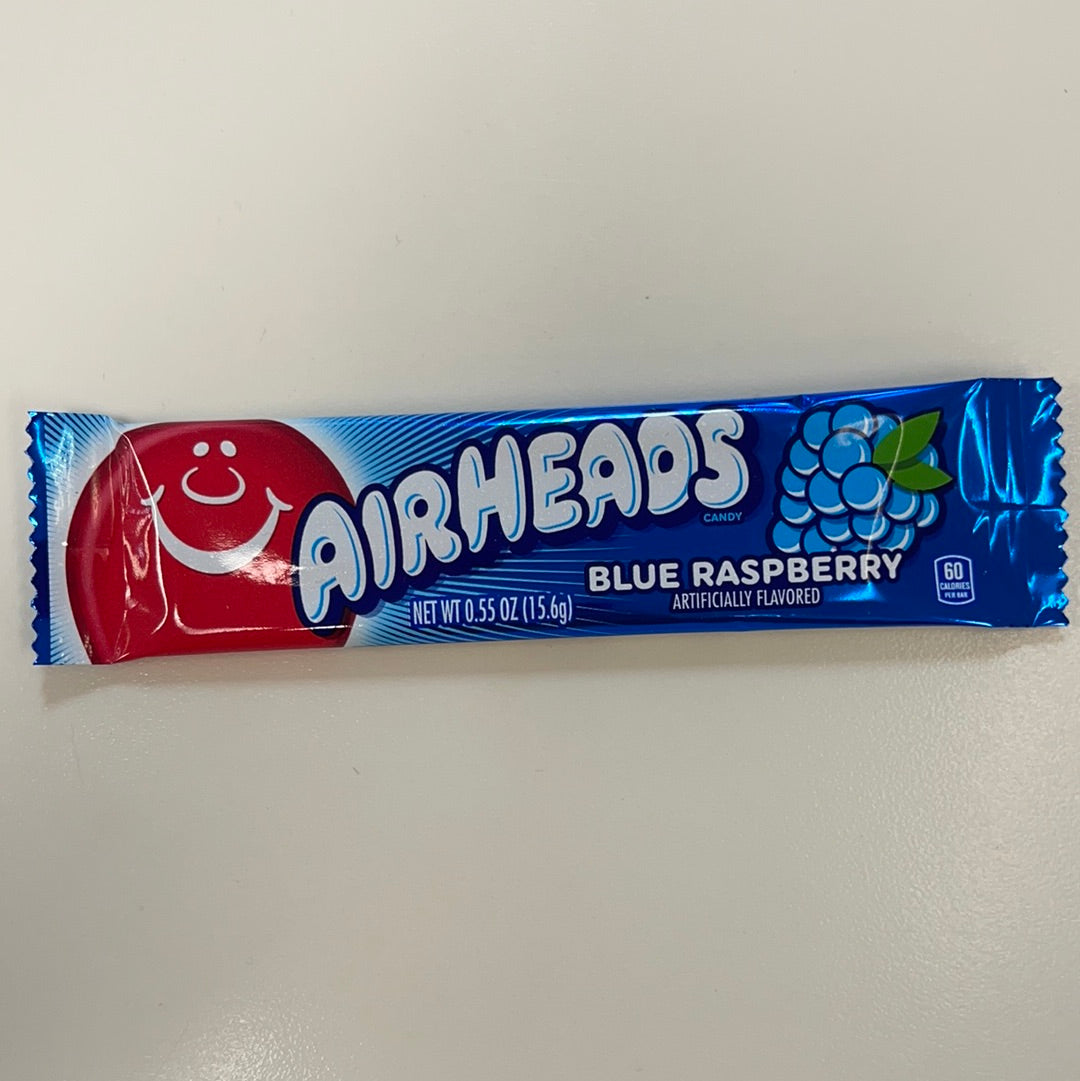 AIRHEADS
CANDY
BLUE RASPBERRY
ARTIFICIALLY FLAVORED
NET WT 0.55 OZ (15.6g)
60
CALORIES
PER BAR